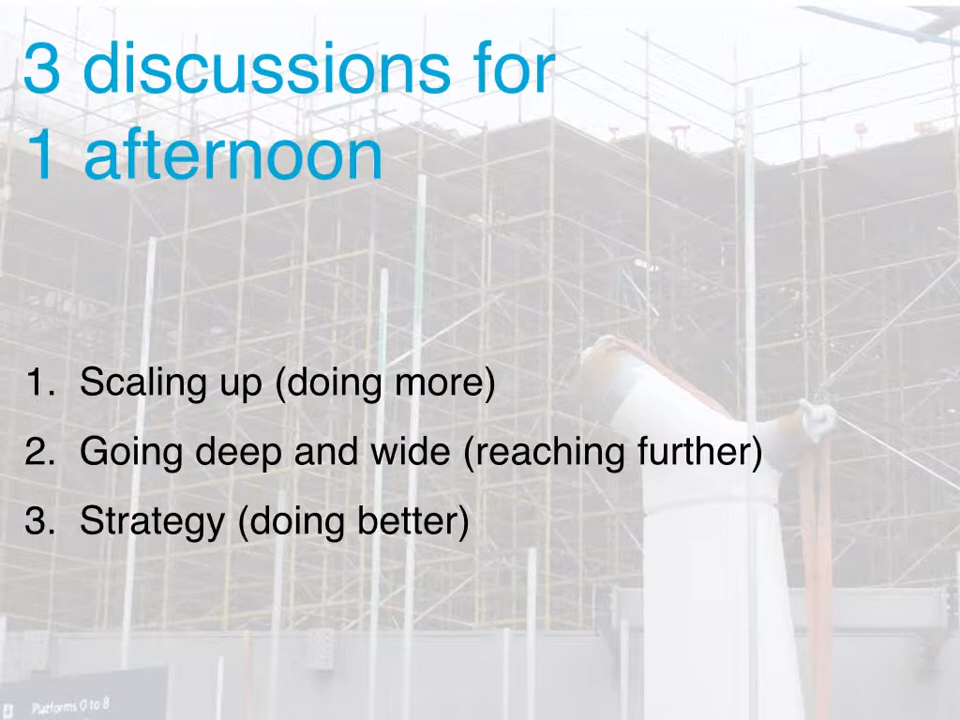 3 discussions for
1 afternoon
1. Scaling up (doing more)
2. Going deep and wide (reaching further)
3. Strategy (doing better)
Platforms 0 to 8